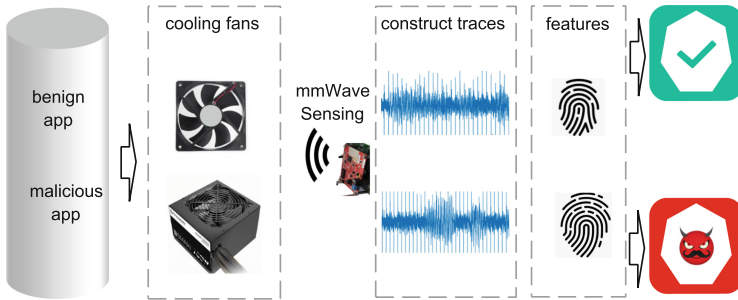 benign
app
malicious
app
cooling fans
mmWave
Sensing
construct traces
features